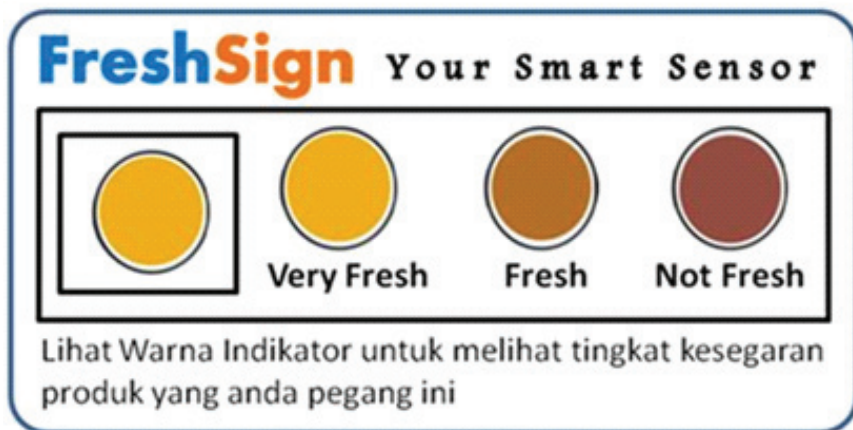 FreshSign Your Smart Sensor
Very Fresh Fresh Not Fresh
Lihat Warna Indikator untuk melihat tingkat kesegaran
produk yang anda pegang ini